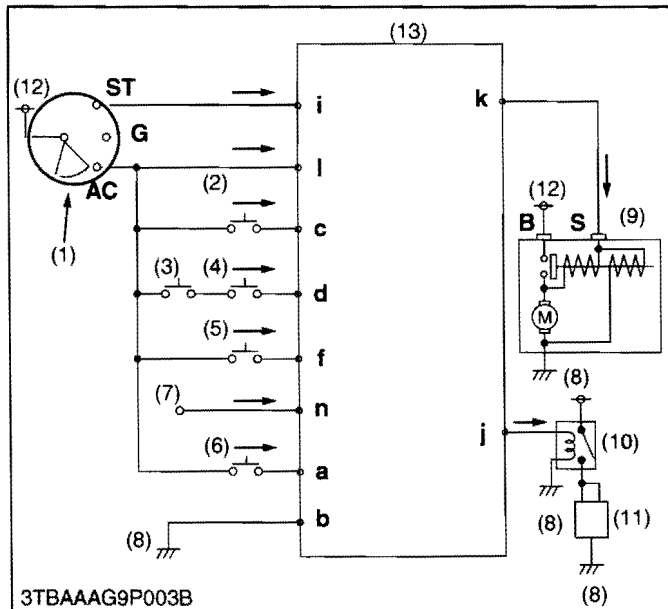 (13)
(12) ST
i k
G
(2) l
AC
(12)
B S (9)
(1)
c
(3) (4)
d
M
(5)
f
(8)
(7)
n
j
(10)
(6)
a
(8) (11)
b
(8)
(8)
3TBAAAG9P003B